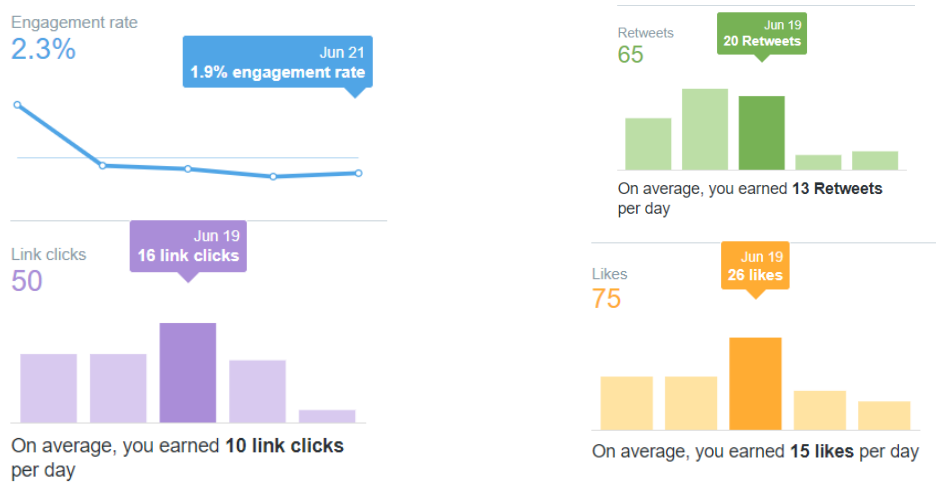 Engagement rate
2.3%
Jun 21
1.9% engagement rate
Link clicks
50
Jun 19
16 link clicks
On average, you earned 10 link clicks
per day
Retweets
65
Jun 19
20 Retweets
On average, you earned 13 Retweets
per day
Likes
75
Jun 19
26 likes
On average, you earned 15 likes per day